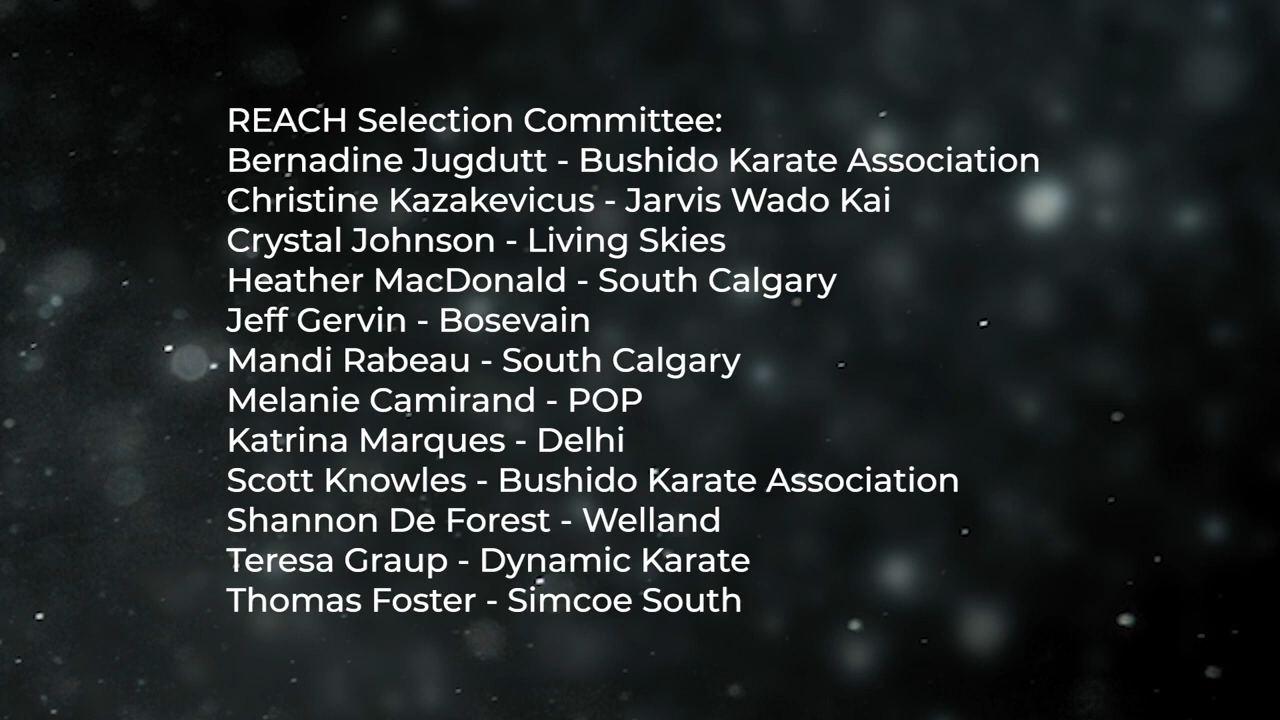 REACH Selection Committee:
Bernadine Jugdutt - Bushido Karate Association
Christine Kazakevicus - Jarvis Wado Kai
Crystal Johnson - Living Skies
Heather MacDonald - South Calgary
Jeff Gervin - Bosevain
Mandi Rabeau - South Calgary
Melanie Camirand - POP
Katrina Marques - Delhi
Scott Knowles - Bushido Karate Association
Shannon De Forest - Welland
Teresa Graup - Dynamic Karate
Thomas Foster - Simcoe South